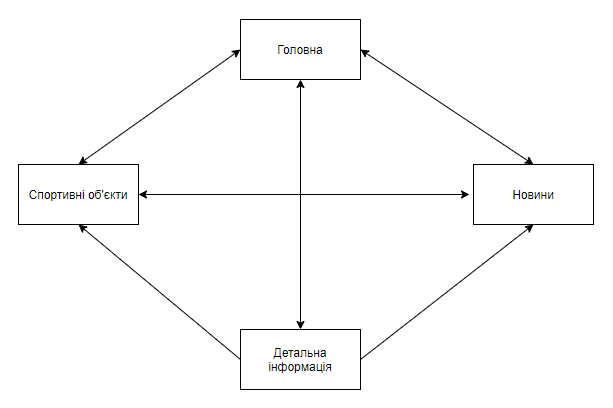 Головна
Спортивні об'єкти
Новини
Детальна
інформація